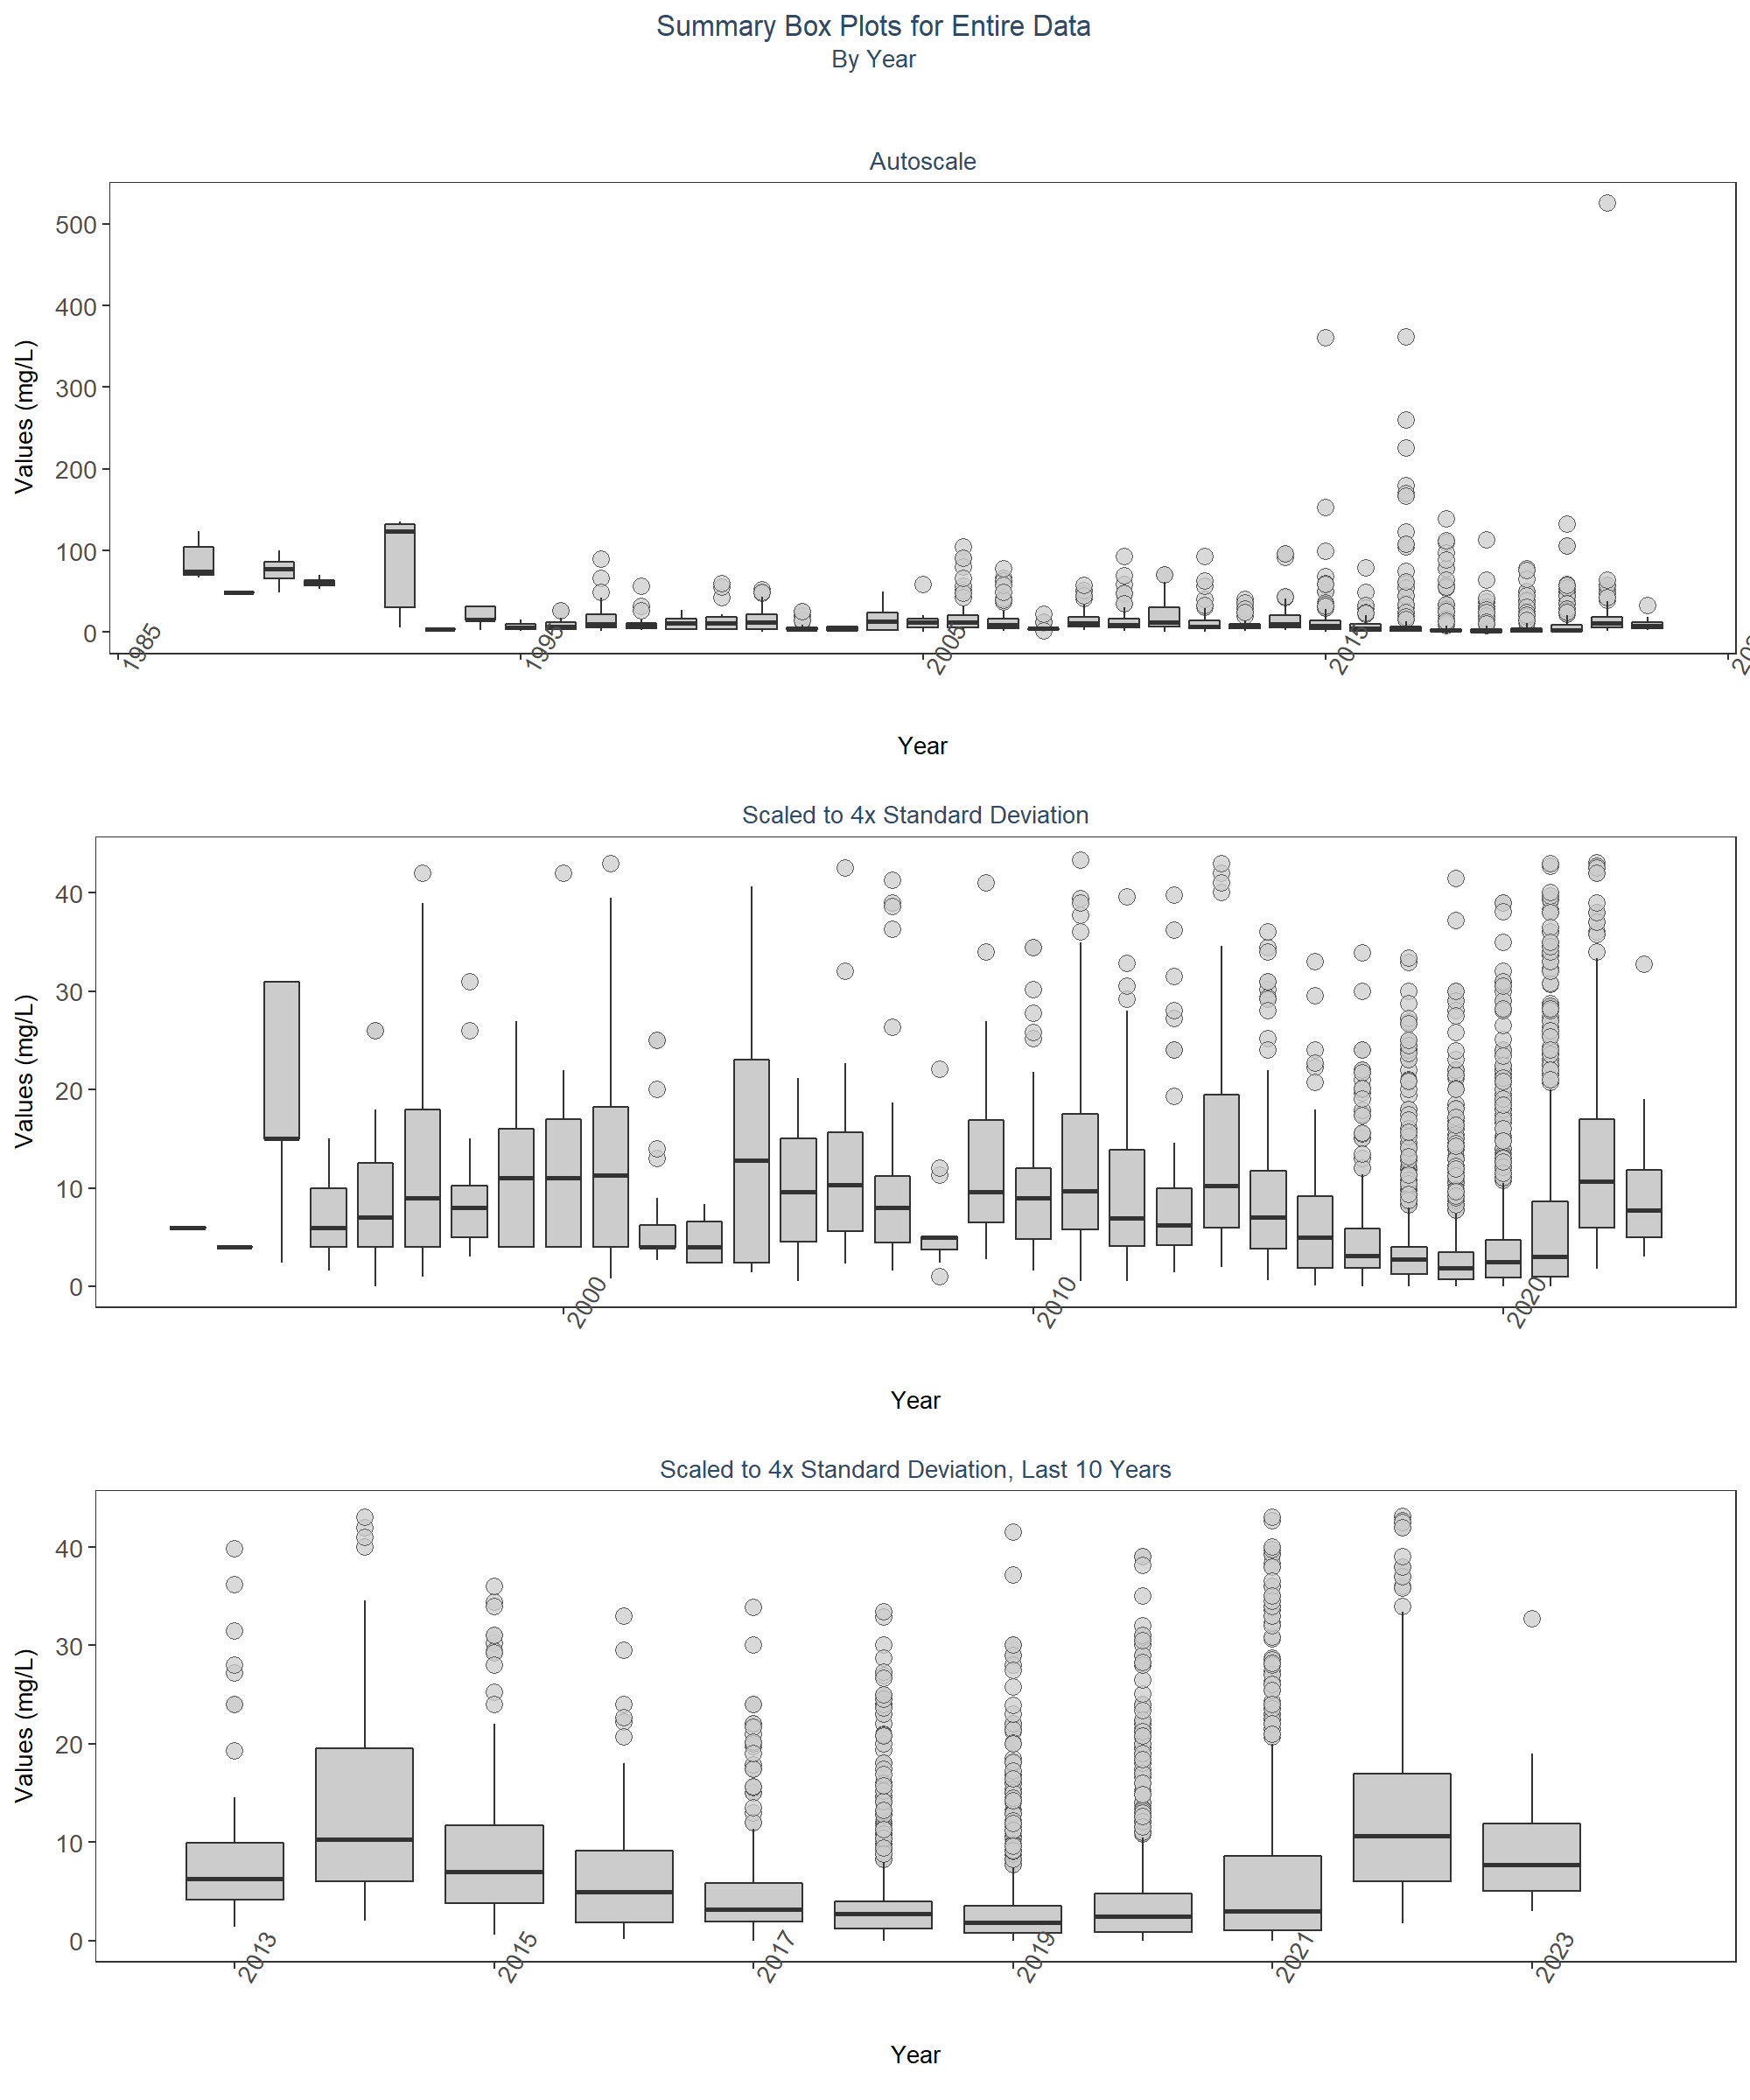 Summary Box Plots for Entire Data
By Year
Autoscale
Values (mg/L)
500
400
300
200
100
0
1985
1995
2005
2015
Year
Scaled to 4x Standard Deviation
Values (mg/L)
40
30
20
10
0
2000
2010
2020
Year
Scaled to 4x Standard Deviation, Last 10 Years
Values (mg/L)
40
30
20
10
0
2013
2015
2017
2019
2021
2023
Year